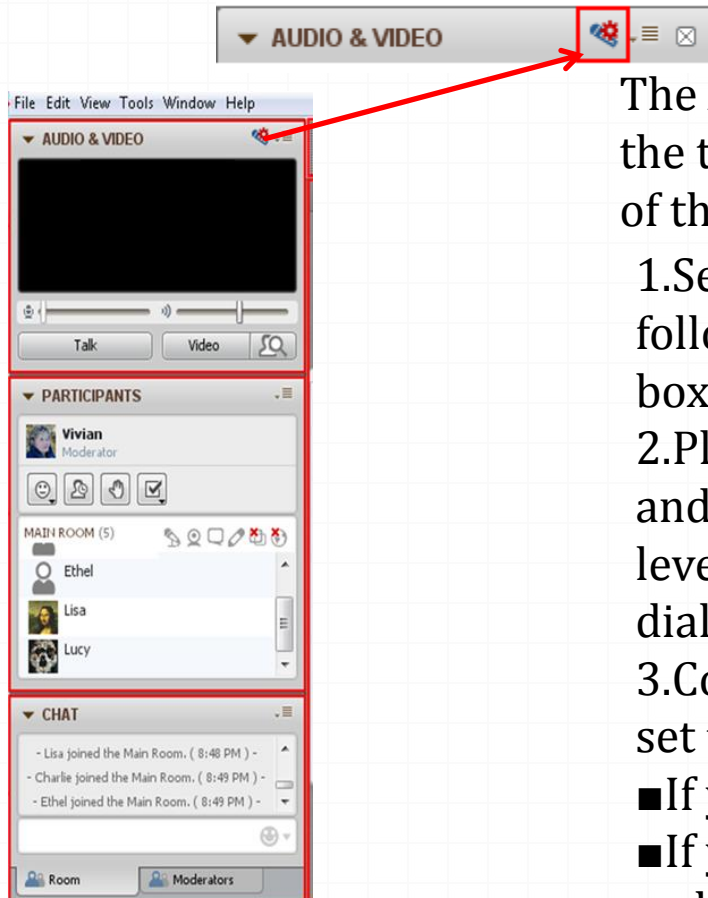 AUDIO & VIDEO
File Edit View Tools Window Help
AUDIO & VIDEO
Talk Video
PARTICIPANTS
Vivian
Moderator
MAIN ROOM (5)
Ethel
Lisa
Lucy
CHAT
- Lisa joined the Main Room. ( 8:48 PM ) -
- Charlie joined the Main Room. ( 8:49 PM ) -
- Ethel joined the Main Room. ( 8:49 PM ) -
Room Moderators
The
the t
of th
1.Se
follo
box
2.Pl
and
leve
dial
3.Co
set
■If
■If